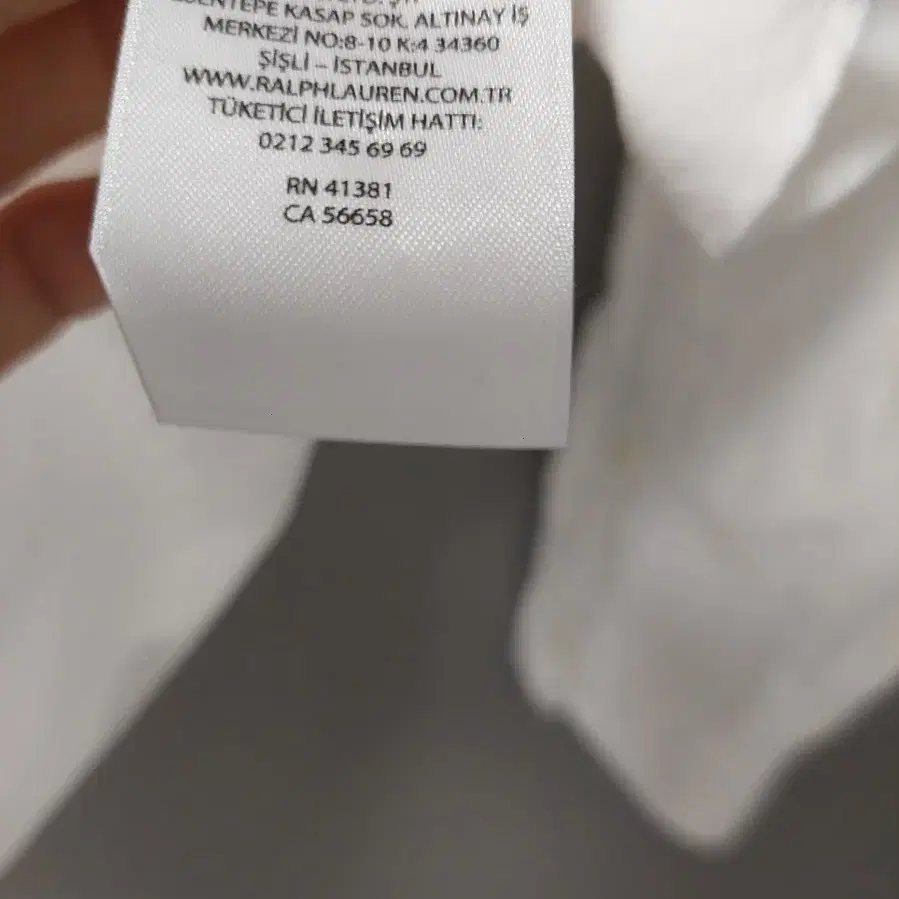 KASAP SOK. ALTINAY İŞ
MERKEZİ NO:8-10 K:4 34360
ŞİŞLİ – İSTANBUL
WWW.RALPHLAUREN.COM.TR
TÜKETİCİ İLETİŞİM HATTI:
0212 345 69 69
RN 41381
CA 56658